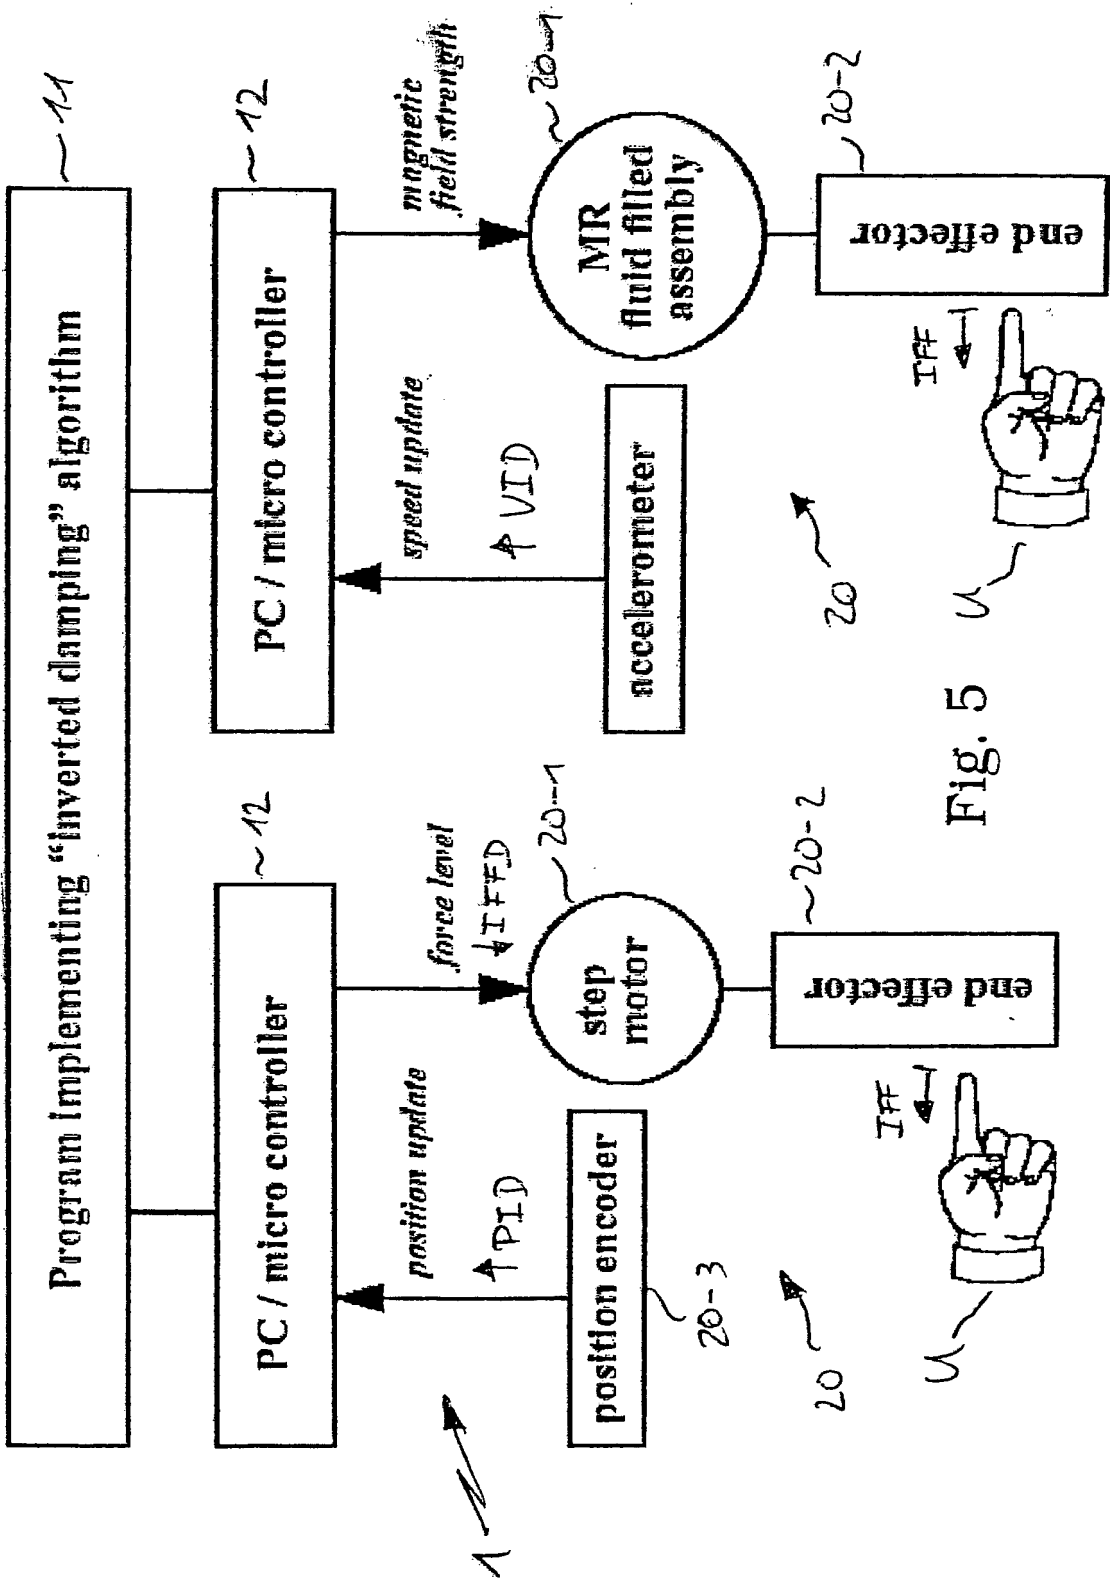 Program implementing “inverted damping” algorithm
11
PC / micro controller
12
position update
PID
force level
IFFD
position encoder
20-3
step
motor
20-1
end effector
20-2
IFF
U
20
1
PC / micro controller
12
speed update
VID
magnetic
field strength
accelerometer
MR
fluid filled
assembly
20-1
end effector
20-2
IFF
U
20
Fig. 5